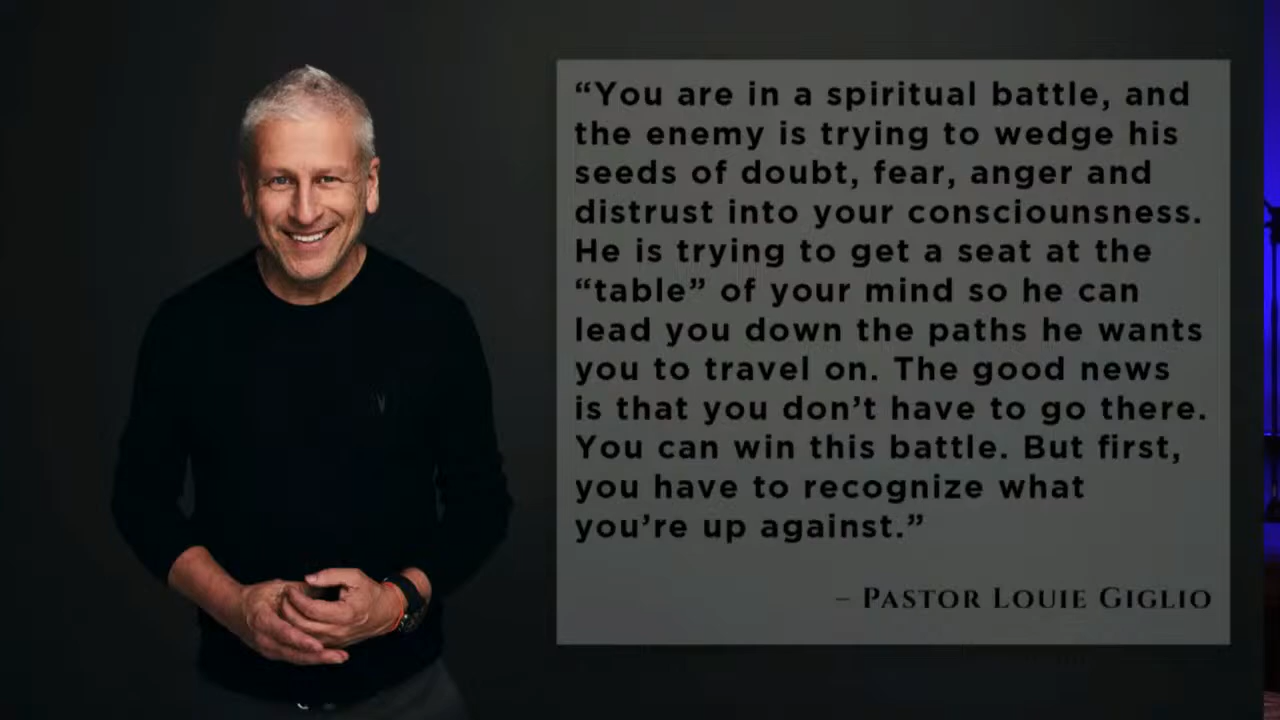 “You are in a spiritual battle, and
the enemy is trying to wedge his
seeds of doubt, fear, anger and
distrust into your consciounsness.
He is trying to get a seat at the
“table” of your mind so he can
lead you down the paths he wants
you to travel on. The good news
is that you don’t have to go there.
You can win this battle. But first,
you have to recognize what
you’re up against.”
– Pastor Louie Giglio